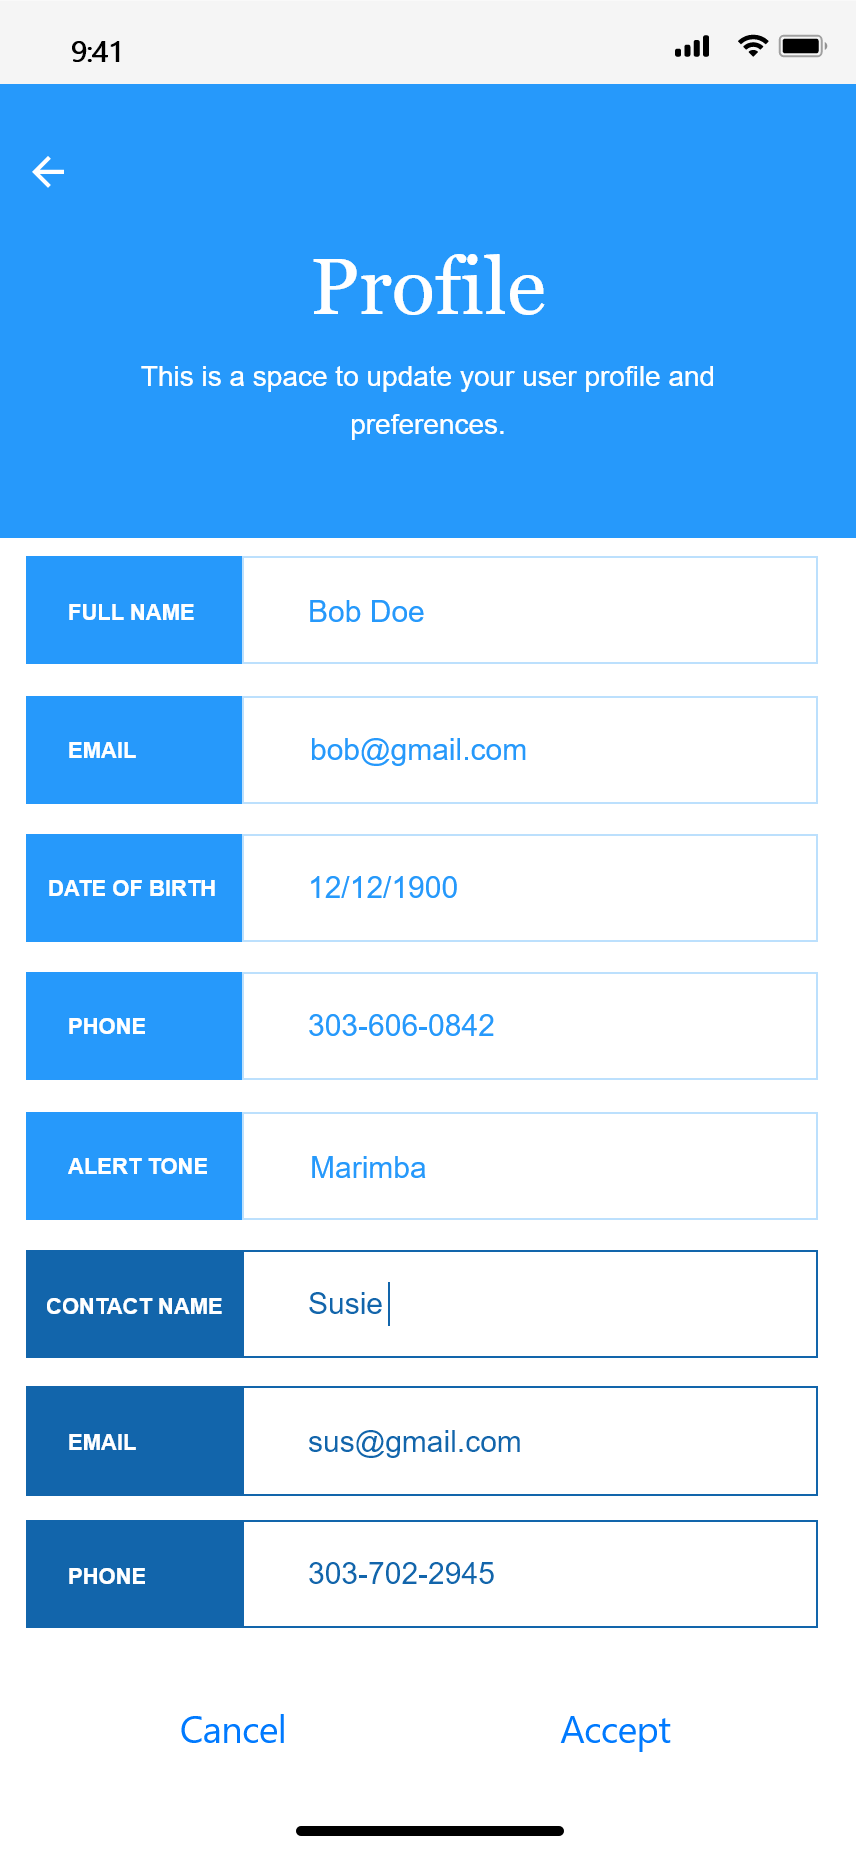 9:41
Profile
This is a space to update your user profile and
preferences.
FULL NAME Bob Doe
EMAIL bob@gmail.com
DATE OF BIRTH 12/12/1900
PHONE 303-606-0842
ALERT TONE Marimba
CONTACT NAME Susie
EMAIL sus@gmail.com
PHONE 303-702-2945
Cancel Accept